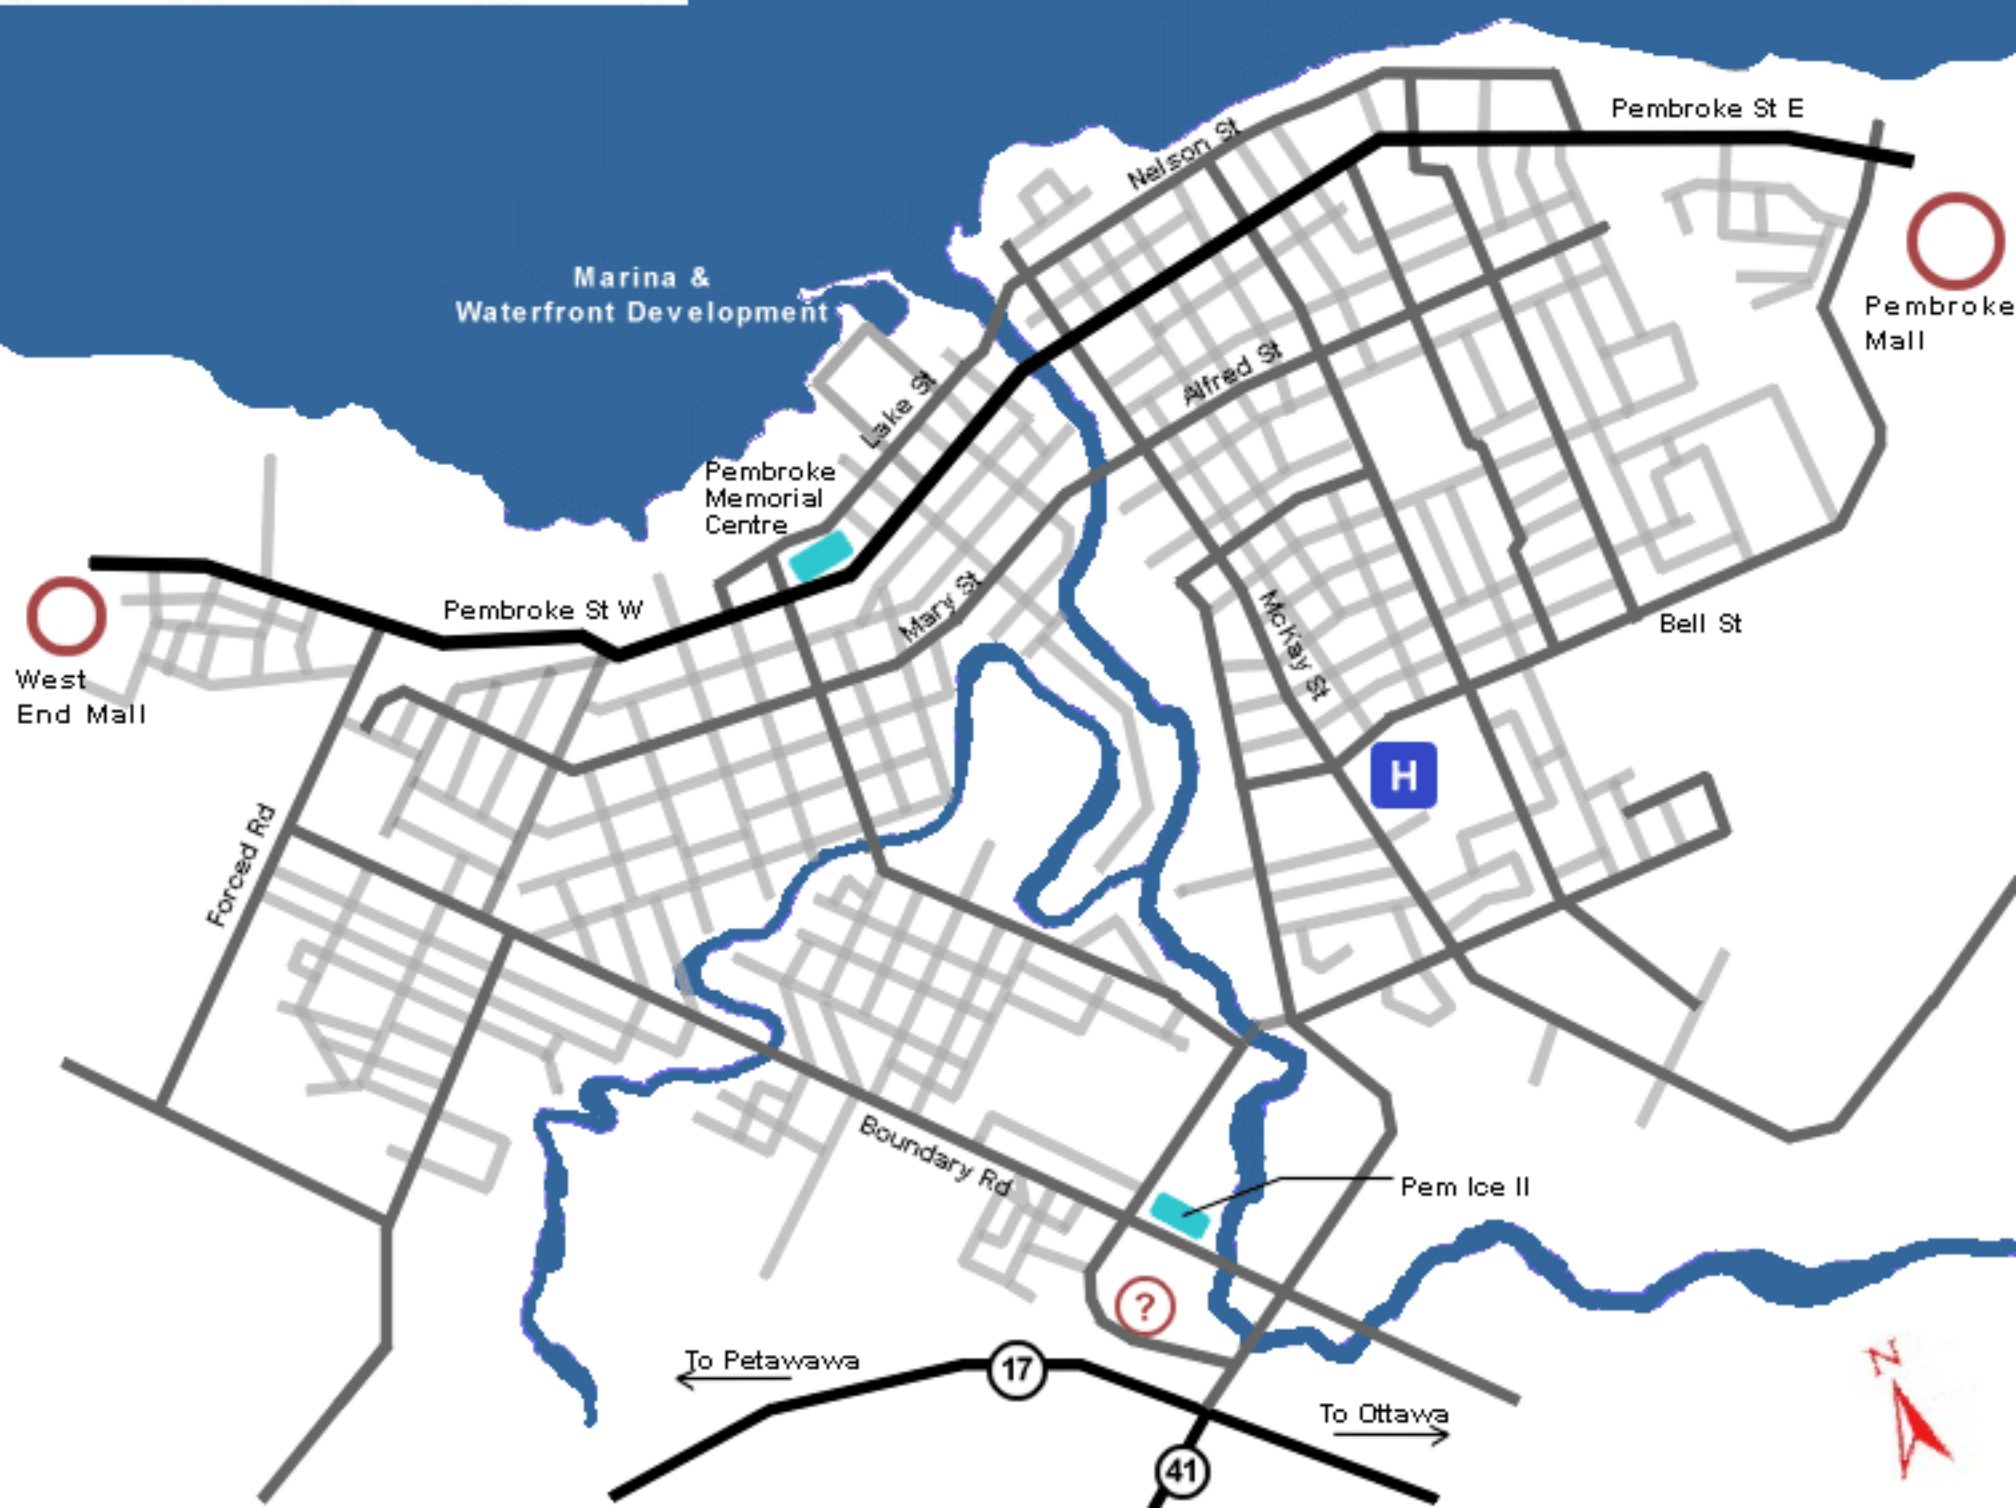 Pembroke St E
Nelson St
Marina &
Waterfront Development
Pembroke
Mall
Alfred St
Lake St
Pembroke
Memorial
Centre
Mary St
Pembroke St W
McKay St
Bell St
West
End Mall
H
Forced Rd
Boundary Rd
Pem Ice II
?
To Petawawa
17
To Ottawa
41
N